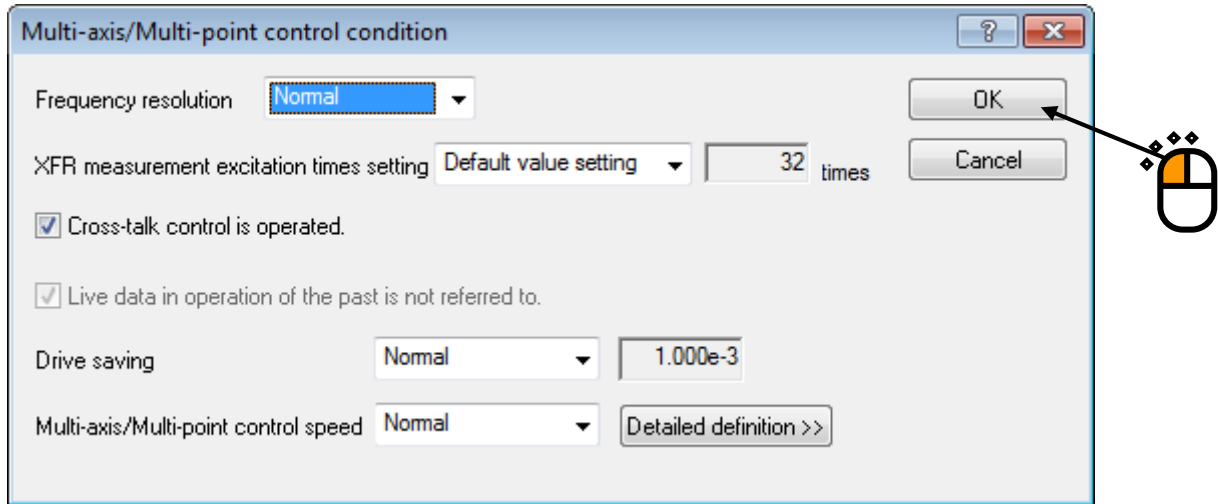 Multi-axis/Multi-point control condition ?
Frequency resolution Normal OK
XFR measurement excitation times setting Default value setting 32 times Cancel
Cross-talk control is operated.
Live data in operation of the past is not referred to.
Drive saving Normal 1.000e-3
Multi-axis/Multi-point control speed Normal Detailed definition >>